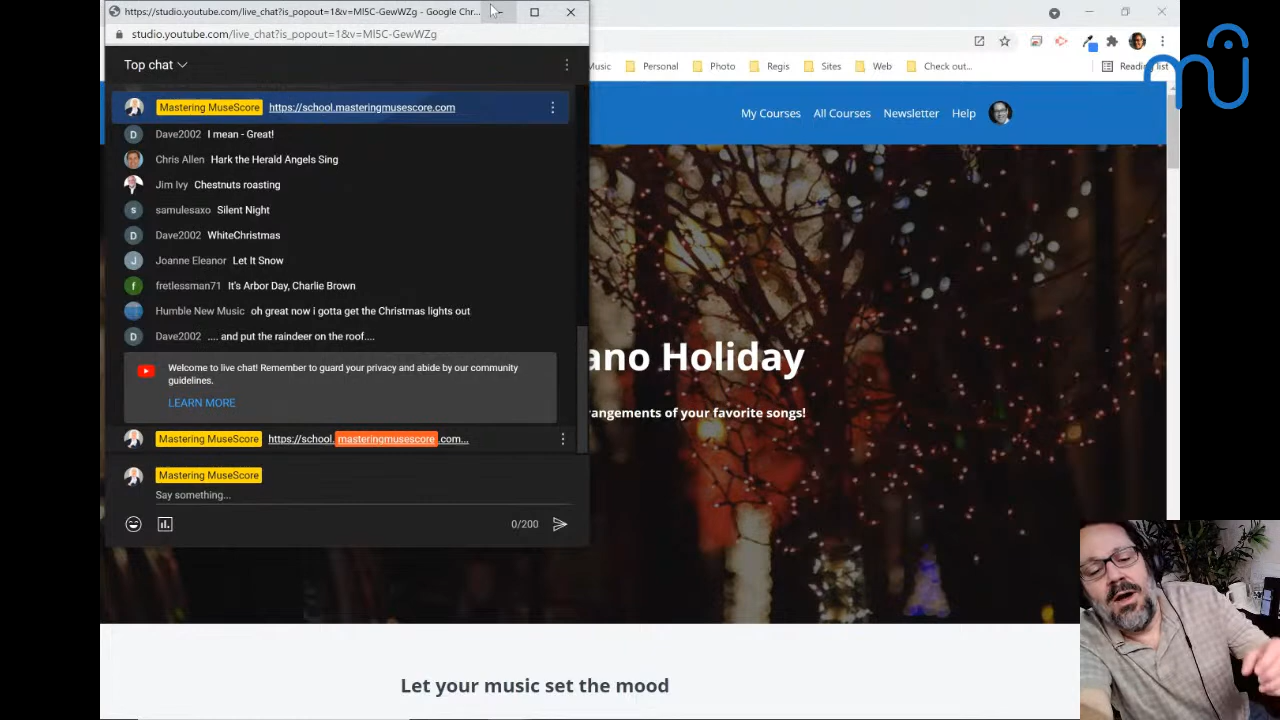 https://studio.youtube.com/live_chat?is_popout=1&v=Ml5C-GewWZg - Google Chr...
studio.youtube.com/live_chat?is_popout=1&v=Ml5C-GewWZg
Music Personal Photo Regis Sites Web Check out... Reading list
Top chat
My Courses All Courses Newsletter Help
Mastering MuseScore https://school.masteringmusescore.com
D Dave2002 I mean - Great!
Chris Allen Hark the Herald Angels Sing
Jim Ivy Chestnuts roasting
s samulesaxo Silent Night
D Dave2002 WhiteChristmas
J Joanne Eleanor Let It Snow
f fretlessman71 It's Arbor Day, Charlie Brown
Humble New Music oh great now i gotta get the Christmas lights out
D Dave2002 .... and put the raindeer on the roof....
Welcome to live chat! Remember to guard your privacy and abide by our community
guidelines.
LEARN MORE
Mastering MuseScore https://school.masteringmusescore.com...
Mastering MuseScore
Say something...
0/200
ano Holiday
rangements of your favorite songs!
Let your music set the mood